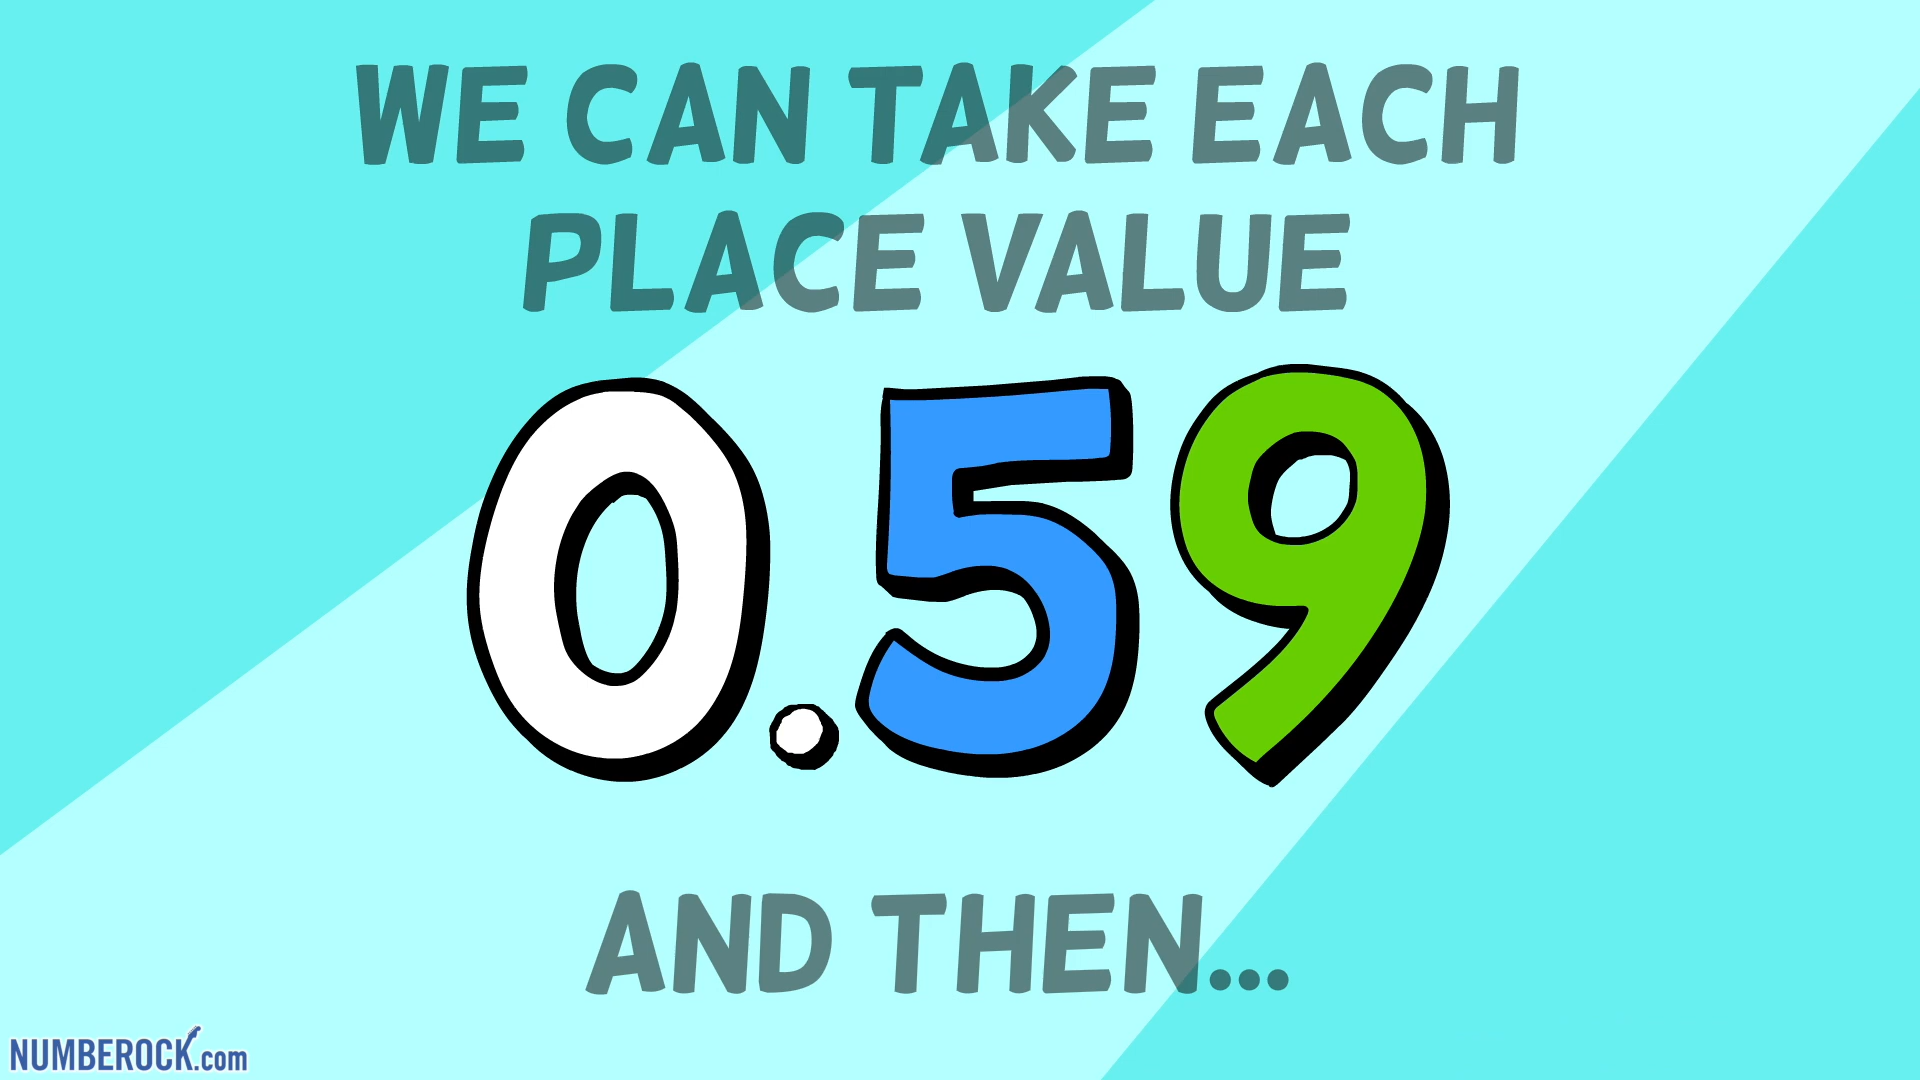 WE CAN TAKE EACH
PLACE VALUE
0.59
AND THEN...
NUMBEROCK.com